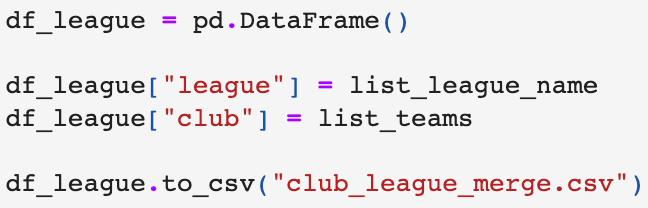 df_league = pd.DataFrame()
df_league["league"] = list_league_name
df_league["club"] = list_teams
df_league.to_csv("club_league_merge.csv")